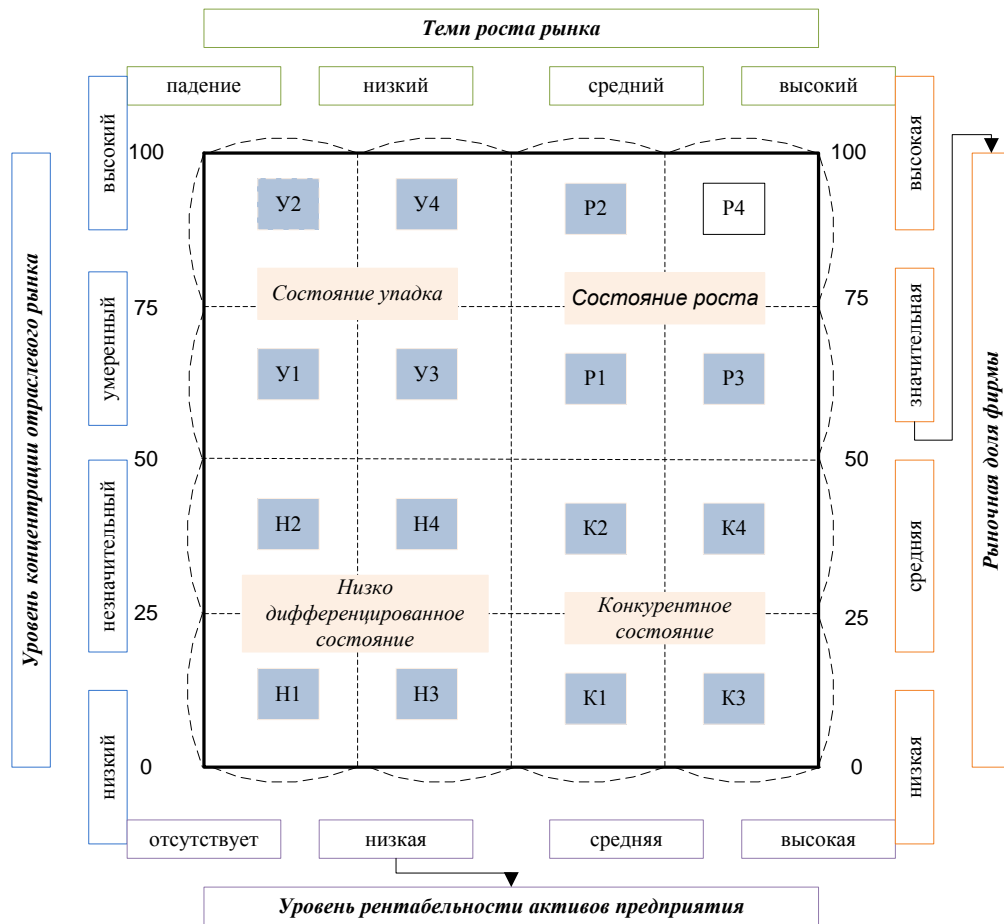 Темп роста рынка
падение
низкий
средний
высокий
Уровень концентрации отраслевого рынка
высокий
умеренный
незначительный
низкий
100
75
50
25
0
У2
У4
Р2
Р4
Состояние упадка
Состояние роста
У1
У3
Р1
Р3
Н2
Н4
К2
К4
Низко
дифференцированное
состояние
Конкурентное
состояние
Н1
Н3
К1
К3
100
75
50
25
0
высокая
значительная
средняя
низкая
Рыночная доля фирмы
отсутствует
низкая
средняя
высокая
Уровень рентабельности активов предприятия